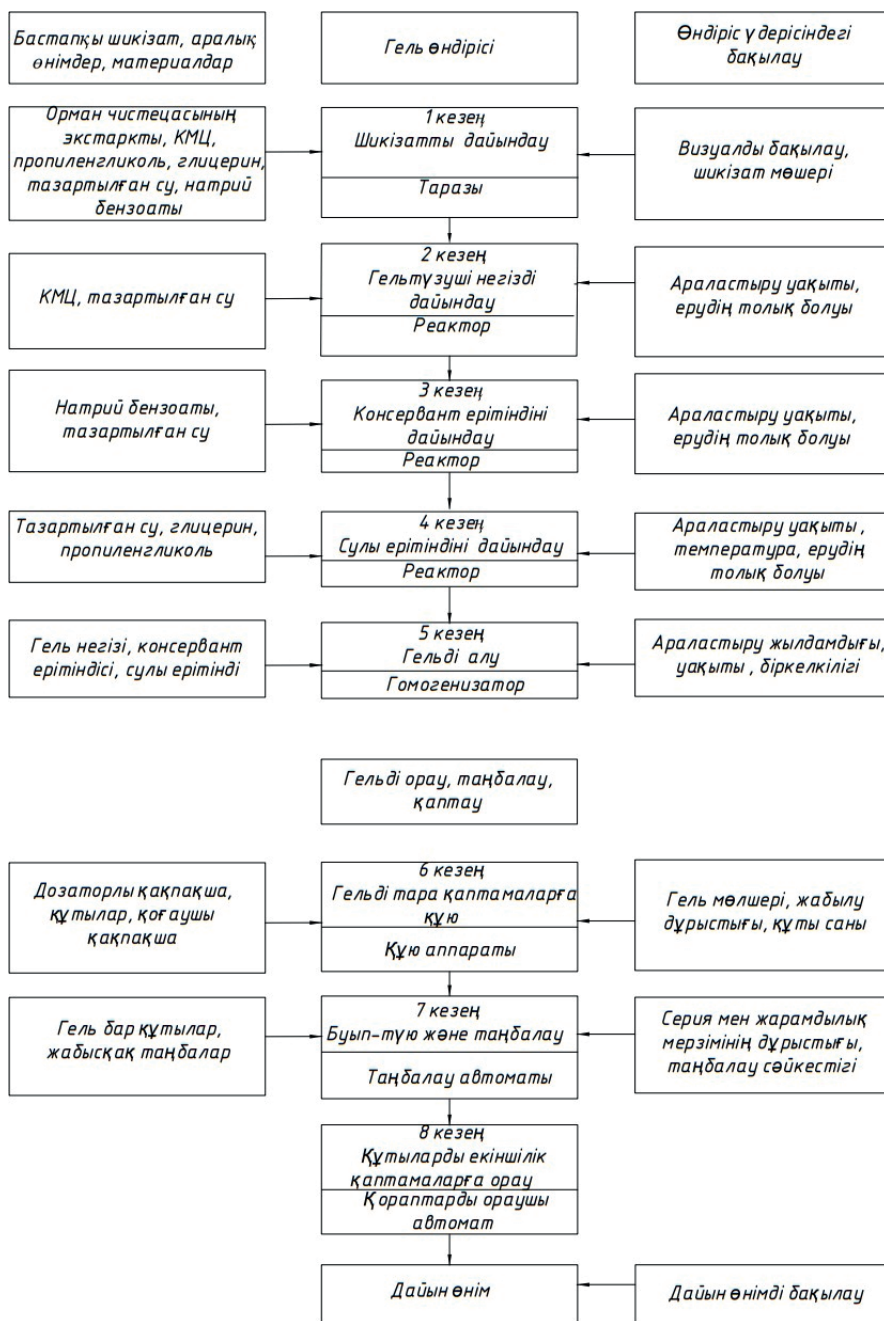 Бастапқы шикізат, аралық
өнімдер, материалдар
Гель өндірісі
Өндіріс ү дерісіндегі
бақылау
Орман чистецасының
экстаркты, КМЦ,
пропиленгликоль, глицерин,
тазартылған су, натрий
бензоаты
1 кезең
Шикізатты дайындау
Таразы
Визуалды бақылау,
шикізат мөшері
КМЦ, тазартылған су
2 кезең
Гельтүзуші негізді
дайындау
Реактор
Араластыру уақыты,
ерудің толық болуы
Натрий бензоаты,
тазартылған су
3 кезең
Консервант ерітіндіні
дайындау
Реактор
Араластыру уақыты,
ерудің толық болуы
Тазартылған су, глицерин,
пропиленгликоль
4 кезең
Сулы ерітіндіні дайындау
Реактор
Араластыру уақыты ,
температура, ерудің
толық болуы
Гель негізі, консервант
ерітіндісі, сулы ерітінді
5 кезең
Гельді алу
Гомогенизатор
Араластыру жылдамдығы,
уақыты , біркелкілігі
Гельді орау, таңбалау,
қаптау
Дозаторлы қақпақша,
құтылар, қоғаушы
қақпақша
6 кезең
Гельді тара қаптамаларға
құю
Құю аппараты
Гель мөлшері, жабылу
дұрыстығы, құты саны
Гель бар құтылар,
жабысқақ таңбалар
7 кезең
Буып-түю және таңбалау
Таңбалау автоматы
Серия мен жарамдылық
мерзімінің дұрыстығы,
таңбалау сәйкестігі
8 кезең
Құтыларды екіншілік
қаптамаларға орау
Қораптарды ораушы
автомат
Дайын өнім
Дайын өнімді бақылау